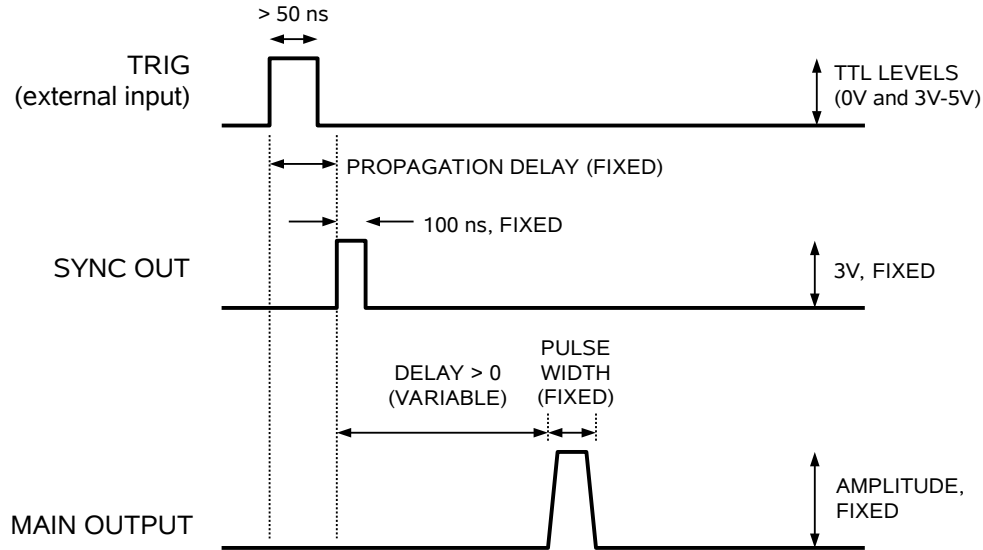 > 50 ns
TRIG
(external input)
TTL LEVELS
(0V and 3V-5V)
PROPAGATION DELAY (FIXED)
100 ns, FIXED
SYNC OUT
3V, FIXED
DELAY > 0
(VARIABLE)
PULSE
WIDTH
(FIXED)
MAIN OUTPUT
AMPLITUDE,
FIXED